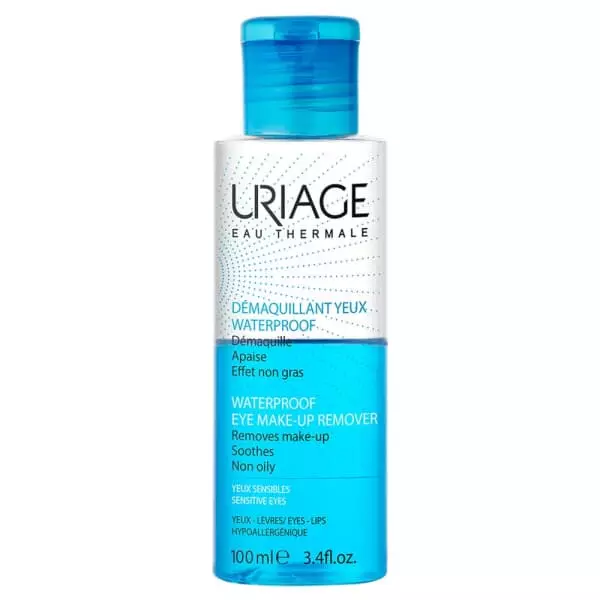 URIAGE
EAU THERMALE
DÉMAQUILLANT YEUX
WATERPROOF
Démaquille
Apaise
Effet non gras
WATERPROOF
EYE MAKE-UP REMOVER
Removes make-up
Soothes
Non oily
YEUX SENSIBLES
SENSITIVE EYES
YEUX - LÈVRES/ EYES - LIPS
HYPOALLERGÉNIQUE
100 ml℮ 3.4fl.oz.